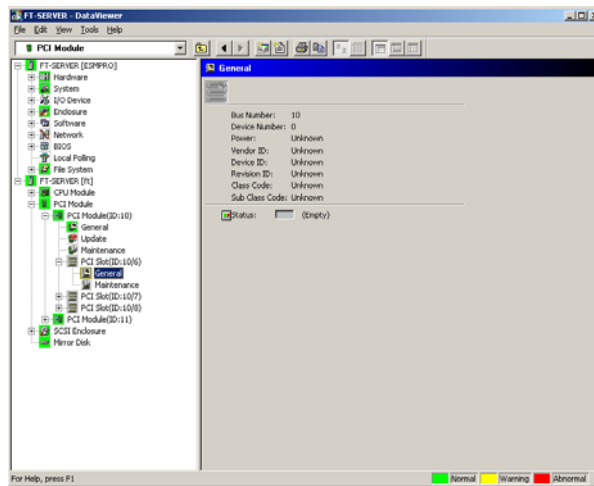 FT-SERVER - DataViewer
File Edit View Tools Help
PCI Module
FT-SERVER [ESMPRO]
Hardware
System
I/O Device
Enclosure
Software
Network
BIOS
Local Polling
File System
FT-SERVER [ft]
CPU Module
PCI Module
PCI Module(ID:10)
General
Update
Maintenance
PCI Slot(ID:10/6)
General
Maintenance
PCI Slot(ID:10/7)
PCI Slot(ID:10/8)
PCI Module(ID:11)
SCSI Enclosure
Mirror Disk
General
Bus Number: 10
Device Number: 0
Power: Unknown
Vendor ID: Unknown
Device ID: Unknown
Revision ID: Unknown
Class Code: Unknown
Sub Class Code: Unknown
Status: (Empty)
For Help, press F1
Normal Warning Abnormal